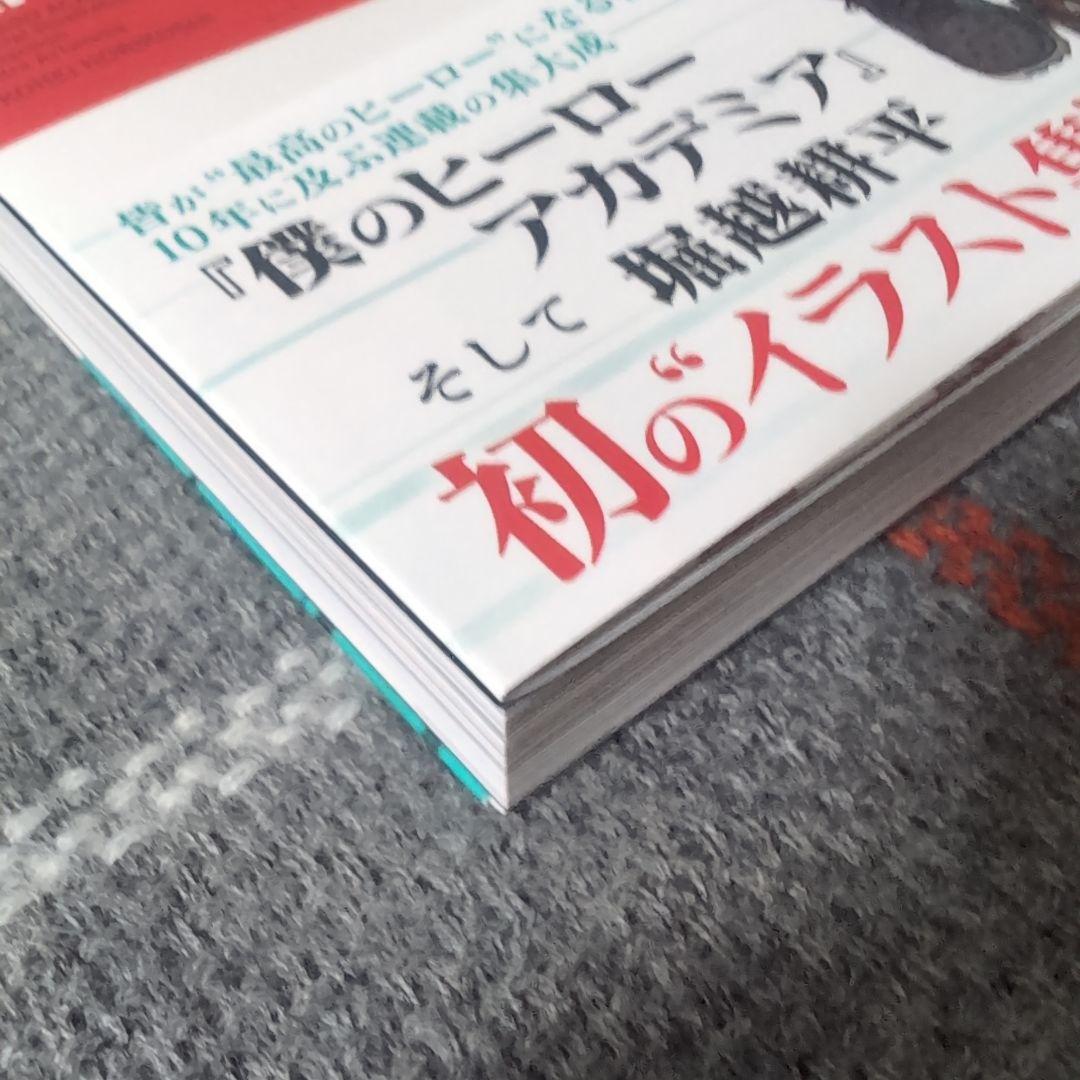 皆が“最高のヒーロー”になる
10年に及ぶ連載の集大成
『僕のヒーロー
アカデミア』
そして 堀越耕平
初の“イラスト集